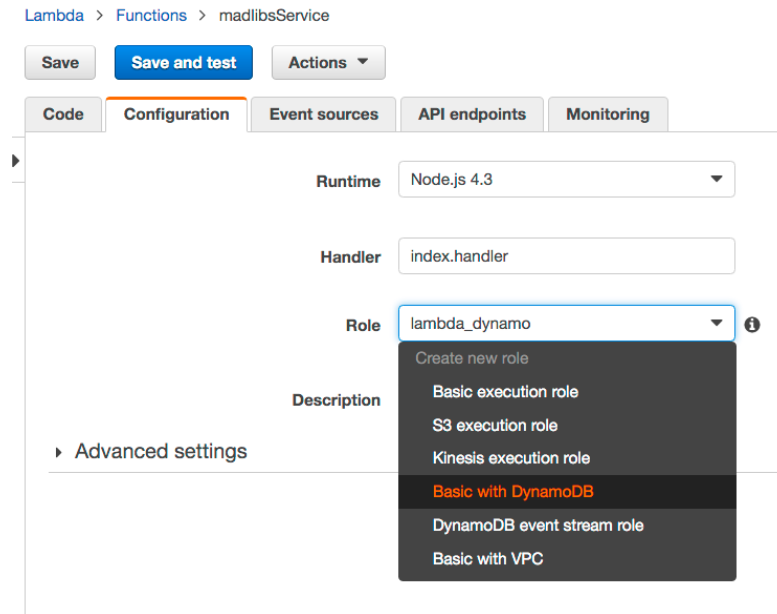 Lambda > Functions > madlibsService
Save Save and test Actions
Code Configuration Event sources API endpoints Monitoring
Runtime Node.js 4.3
Handler index.handler
Role lambda_dynamo
Create new role
Basic execution role
S3 execution role
Kinesis execution role
Basic with DynamoDB
DynamoDB event stream role
Basic with VPC
Description
Advanced settings